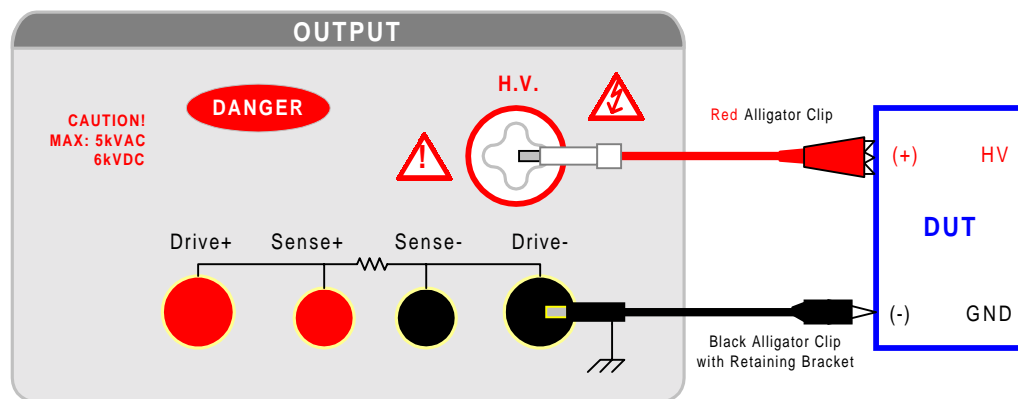 OUTPUT
H.V.
DANGER
CAUTION!
MAX: 5kVAC
6kVDC
!
Red Alligator Clip
(+) HV
DUT
Drive+ Sense+ Sense- Drive-
(-) GND
Black Alligator Clip
with Retaining Bracket